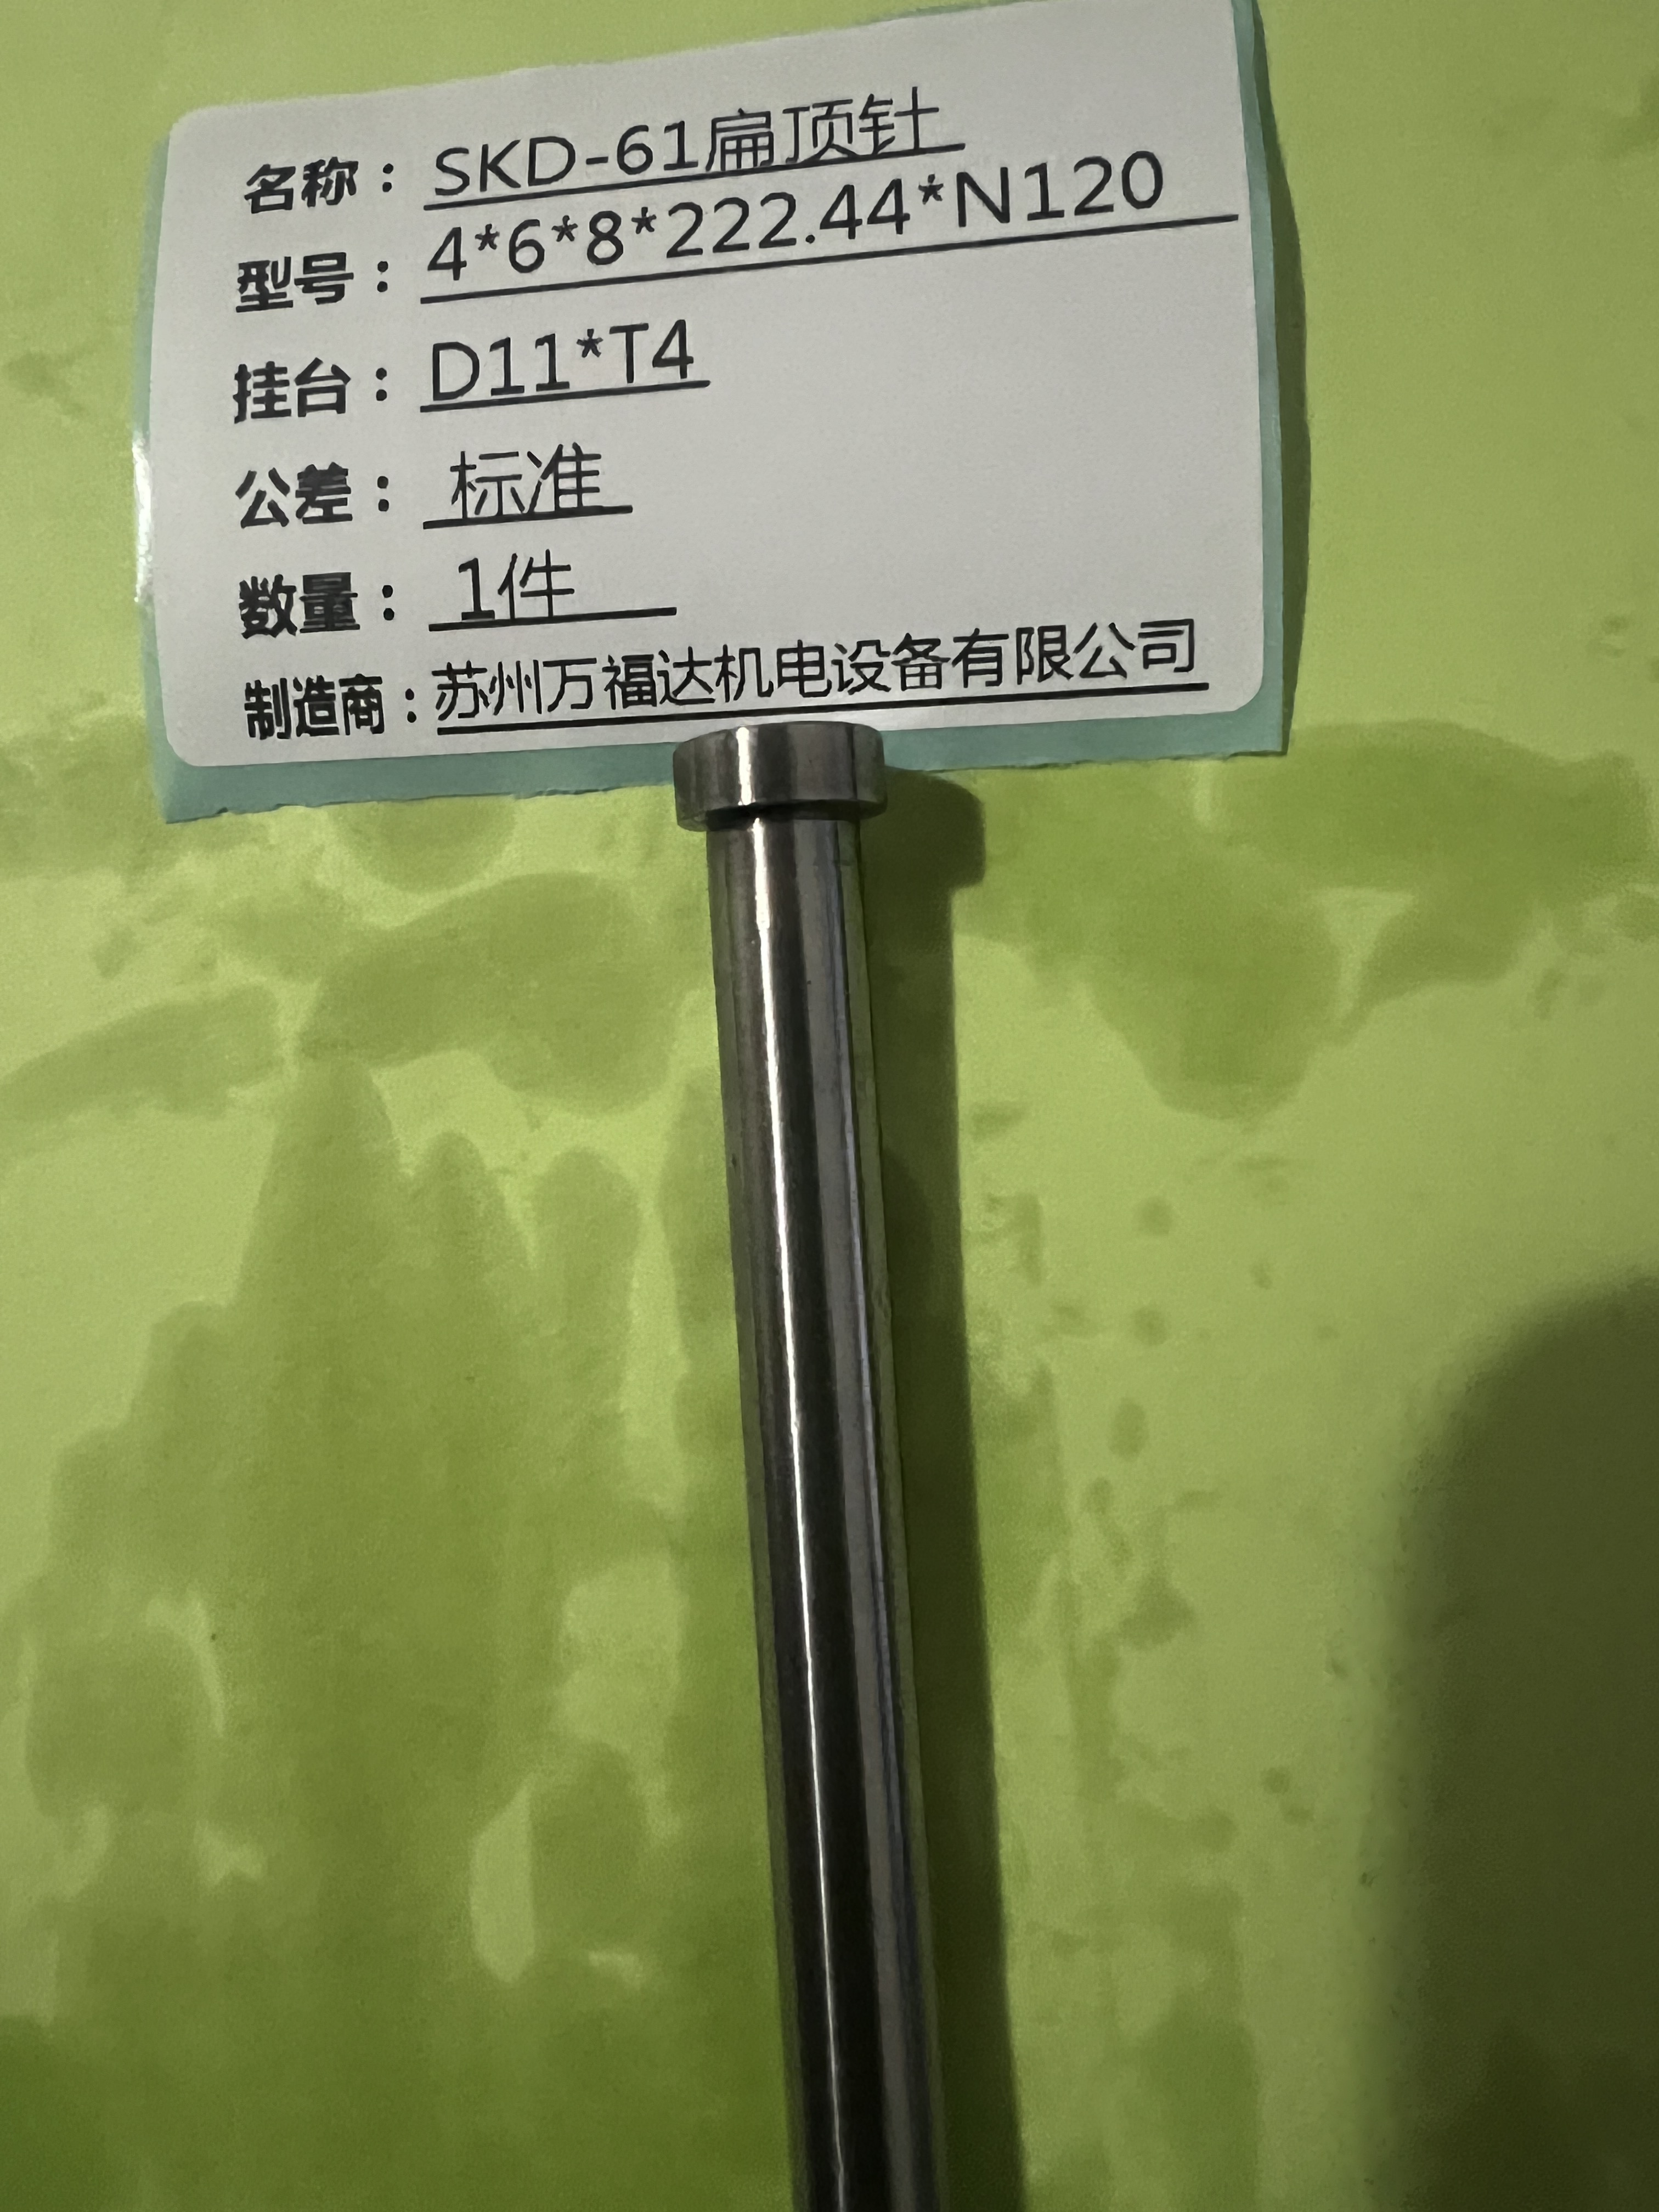 名称：SKD-61扁顶针
型号：4*6*8*222.44*N120
挂台：D11*T4
公差：标准
数量：1件
制造商：苏州万福达机电设备有限公司